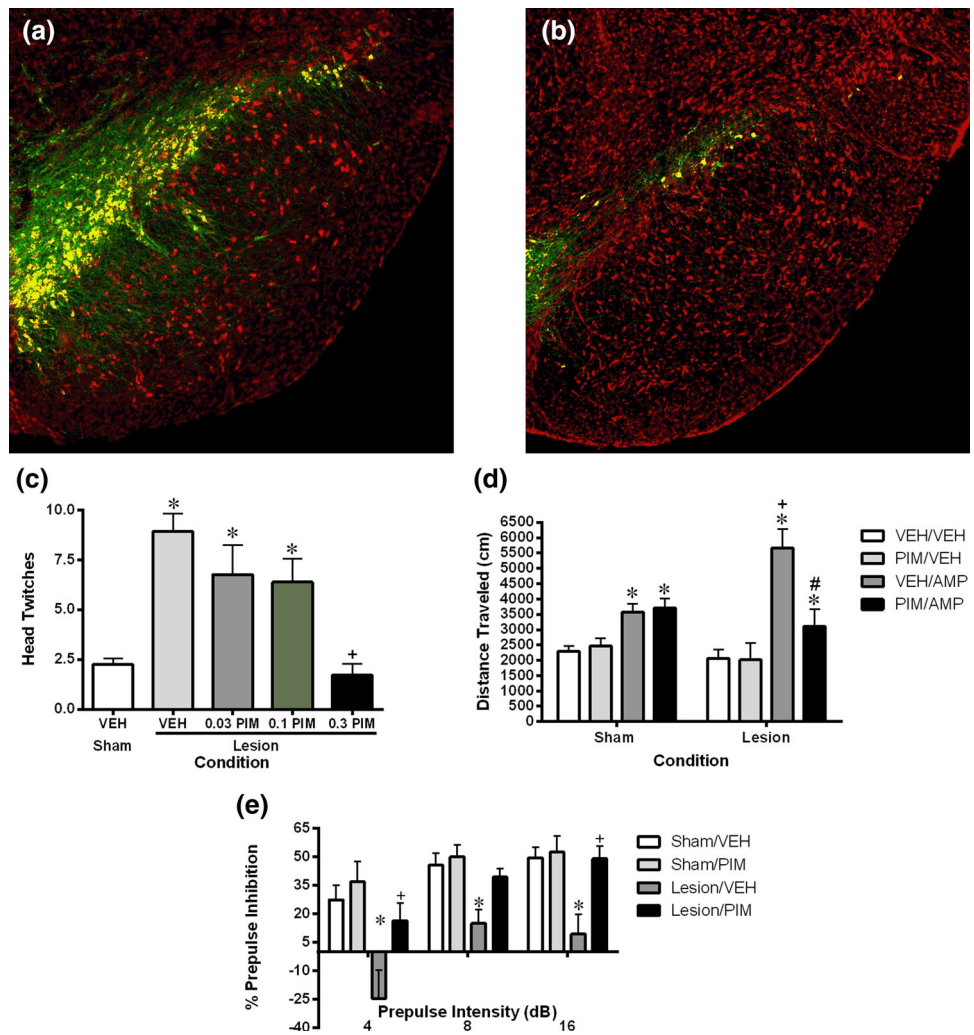 (a)
(b)
(c)
Head Twitches
10.0
7.5
5.0
2.5
0.0
*
*
*
+
VEH
VEH
0.03 PIM
0.1 PIM
0.3 PIM
Sham
Lesion
Condition
(d)
Distance Traveled (cm)
6500
6000
5500
5000
4500
4000
3500
3000
2500
2000
1500
1000
500
0
*
*
+
*
#
*
Sham
Lesion
Condition
VEH/VEH
PIM/VEH
VEH/AMP
PIM/AMP
(e)
% Prepulse Inhibition
65
50
35
20
5
-10
-25
-40
*
+
*
*
+
Prepulse Intensity (dB)
4
8
16
Sham/VEH
Sham/PIM
Lesion/VEH
Lesion/PIM